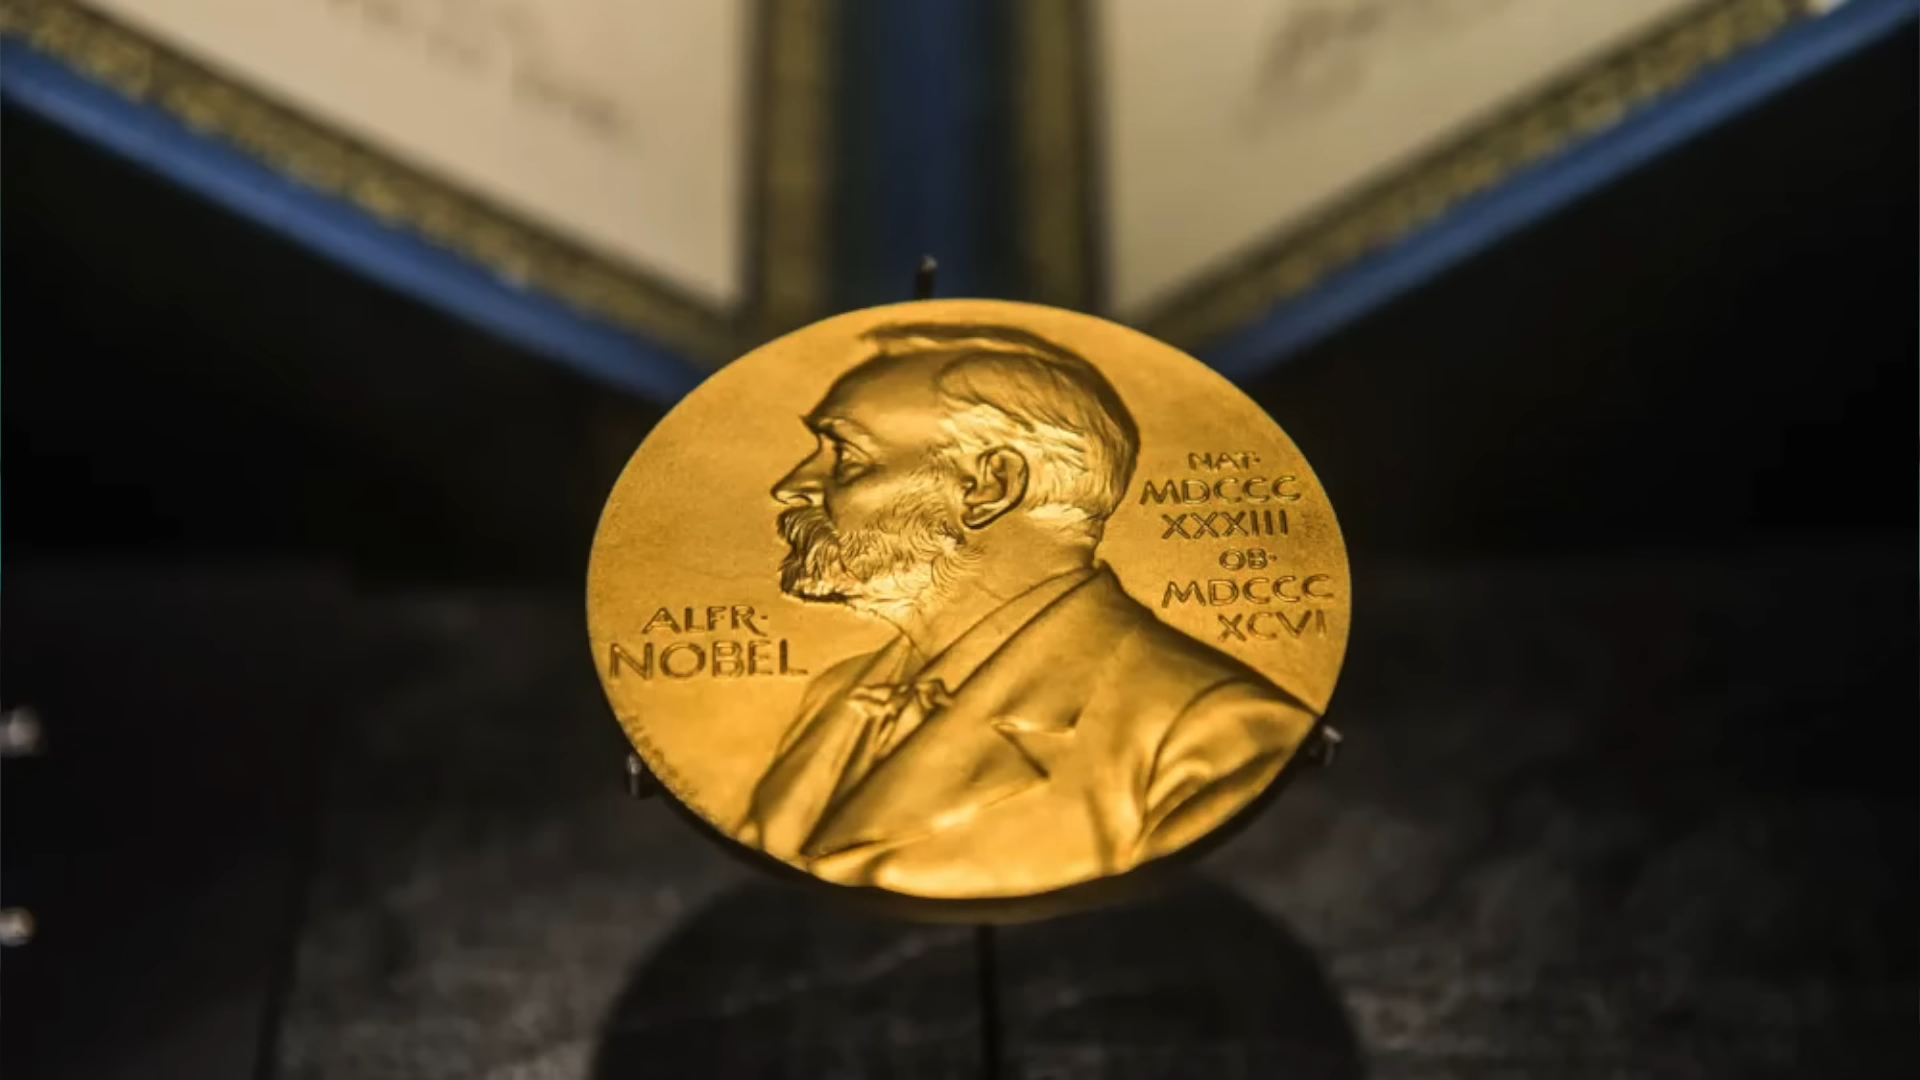 ALFR·
NOBEL
NAT·
MDCCC
XXXIII
OB·
MDCCC
XCVI